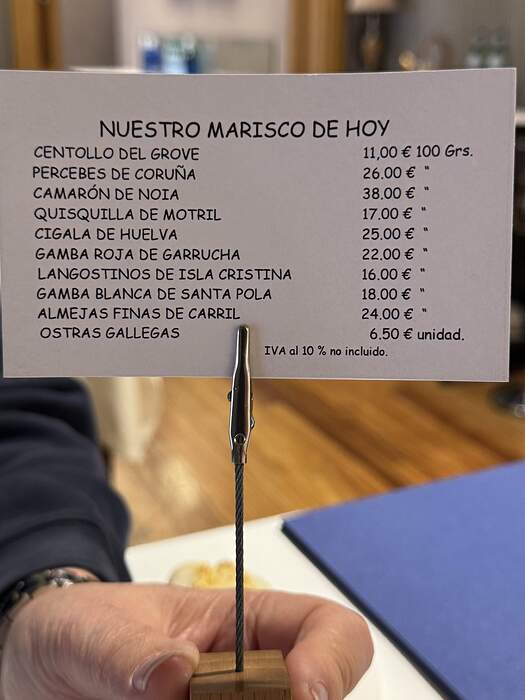 NUESTRO MARISCO DE HOY
CENTOLLO DEL GROVE 11,00 € 100 Grs.
PERCEBES DE CORUÑA 26.00 € "
CAMARÓN DE NOIA 38,00 € "
QUISQUILLA DE MOTRIL 17.00 € "
CIGALA DE HUELVA 25,00 € "
GAMBA ROJA DE GARRUCHA 22.00 € "
LANGOSTINOS DE ISLA CRISTINA 16.00 € "
GAMBA BLANCA DE SANTA POLA 18.00 € "
ALMEJAS FINAS DE CARRIL 24.00 € "
OSTRAS GALLEGAS 6.50 € unidad.
IVA al 10 % no incluido.